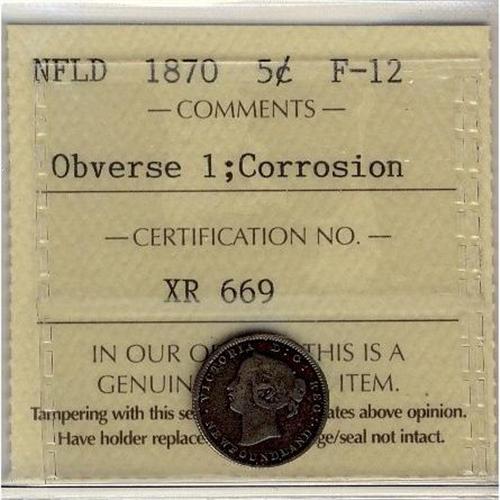 NFLD 1870 5¢ F-12
— COMMENTS —
Obverse 1;Corrosion
— CERTIFICATION NO. —
XR 669
IN OUR O THIS IS A
GENUIN ITEM.
Tampering with this se ates above opinion.
Have holder replace ge/seal not intact.
VICTORIA D:G: REG: NEWFOUNDLAND